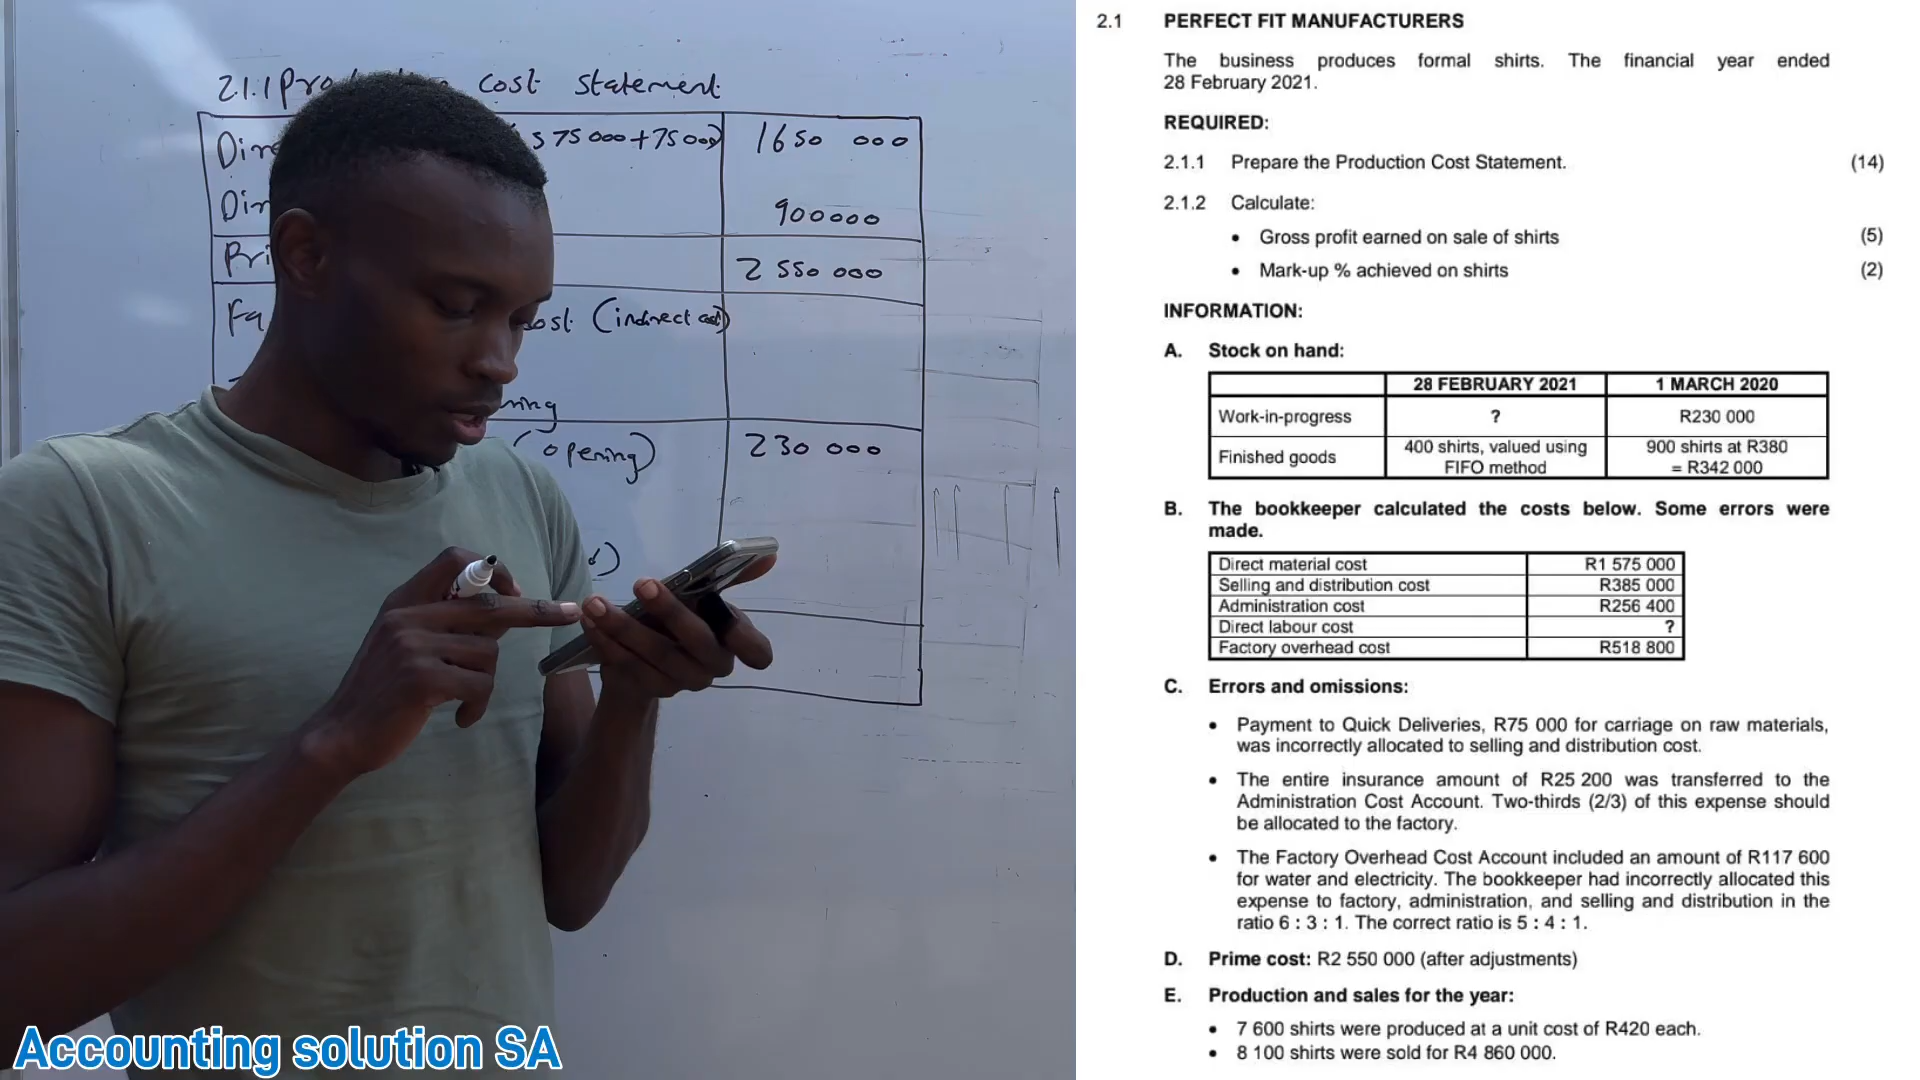 2.1.1 Pro cost statement
Dire 575 000 + 75 000) 1650 000
Dir 900000
Pri 2 550 000
Fa cost (indirect cost)
(opening) 230 000
Accounting solution SA
2.1 PERFECT FIT MANUFACTURERS
The business produces formal shirts. The financial year ended
28 February 2021.
REQUIRED:
2.1.1 Prepare the Production Cost Statement. (14)
2.1.2 Calculate:
• Gross profit earned on sale of shirts (5)
• Mark-up % achieved on shirts (2)
INFORMATION:
A. Stock on hand:
28 FEBRUARY 2021 1 MARCH 2020
Work-in-progress ? R230 000
Finished goods 400 shirts, valued using FIFO method 900 shirts at R380 = R342 000
B. The bookkeeper calculated the costs below. Some errors were
made.
Direct material cost R1 575 000
Selling and distribution cost R385 000
Administration cost R256 400
Direct labour cost ?
Factory overhead cost R518 800
C. Errors and omissions:
• Payment to Quick Deliveries, R75 000 for carriage on raw materials,
was incorrectly allocated to selling and distribution cost.
• The entire insurance amount of R25 200 was transferred to the
Administration Cost Account. Two-thirds (2/3) of this expense should
be allocated to the factory.
• The Factory Overhead Cost Account included an amount of R117 600
for water and electricity. The bookkeeper had incorrectly allocated this
expense to factory, administration, and selling and distribution in the
ratio 6 : 3 : 1. The correct ratio is 5 : 4 : 1.
D. Prime cost: R2 550 000 (after adjustments)
E. Production and sales for the year:
• 7 600 shirts were produced at a unit cost of R420 each.
• 8 100 shirts were sold for R4 860 000.